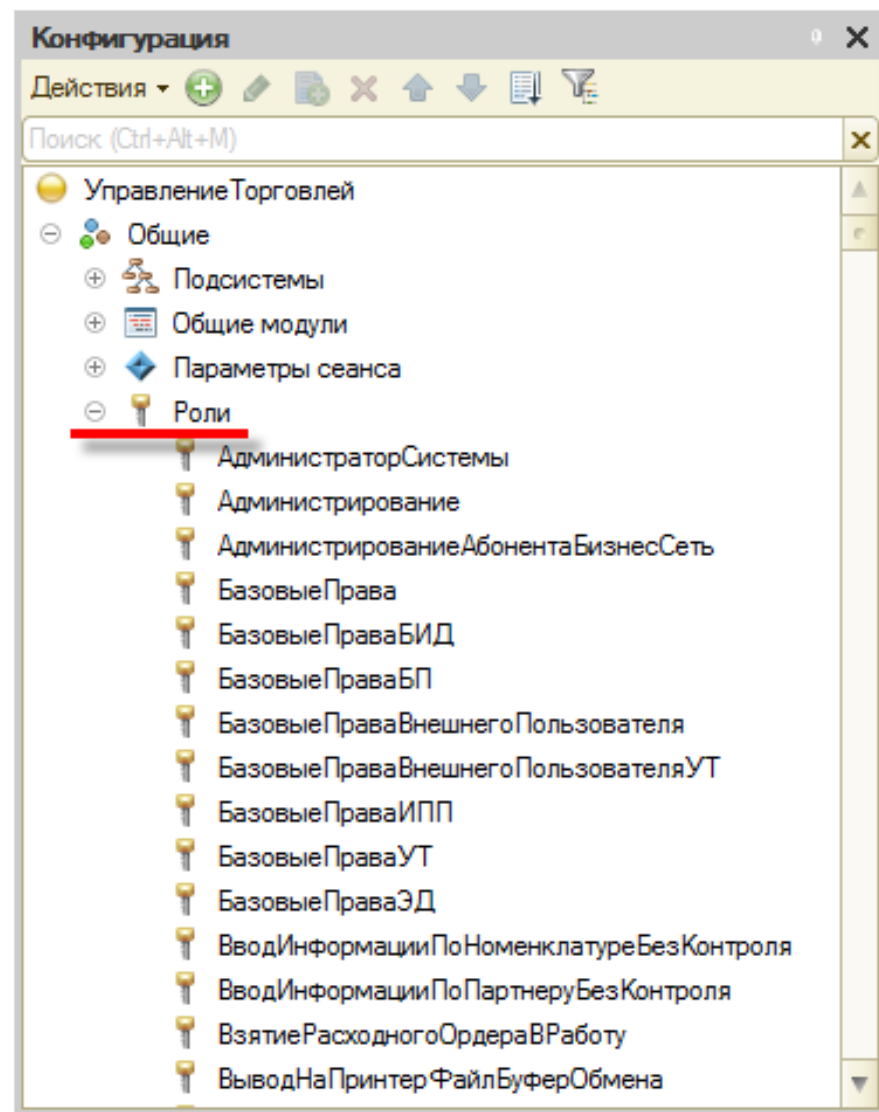 Конфигурация
Действия
Поиск (Ctrl+Alt+M)
УправлениеТорговлей
Общие
Подсистемы
Общие модули
Параметры сеанса
Роли
АдминистраторСистемы
Администрирование
АдминистрированиеАбонентаБизнесСеть
БазовыеПрава
БазовыеПраваБИД
БазовыеПраваБП
БазовыеПраваВнешнегоПользователя
БазовыеПраваВнешнегоПользователяУТ
БазовыеПраваИПП
БазовыеПраваУТ
БазовыеПраваЭД
ВводИнформацииПоНоменклатуреБезКонтроля
ВводИнформацииПоПартнеруБезКонтроля
ВзятиеРасходногоОрдераВРаботу
ВыводНаПринтерФайлБуферОбмена